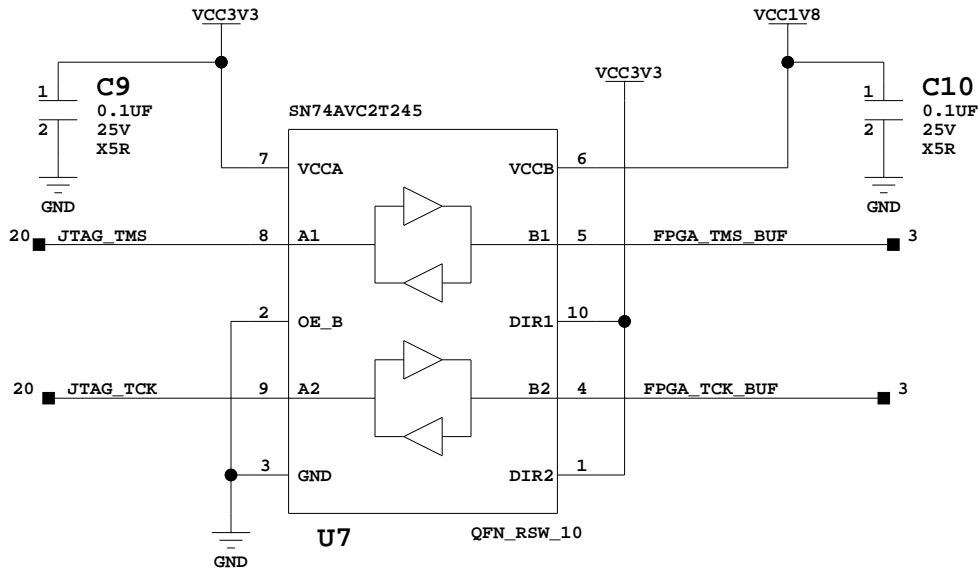 VCC3V3
VCC1V8
VCC3V3
1
C9
0.1UF
2
25V
X5R
GND
SN74AVC2T245
1
C10
0.1UF
2
25V
X5R
GND
7
VCCA
VCCB
6
20
JTAG_TMS
8
A1
B1
5
FPGA_TMS_BUF
3
2
OE_B
DIR1
10
20
JTAG_TCK
9
A2
B2
4
FPGA_TCK_BUF
3
3
GND
DIR2
1
GND
U7
QFN_RSW_10